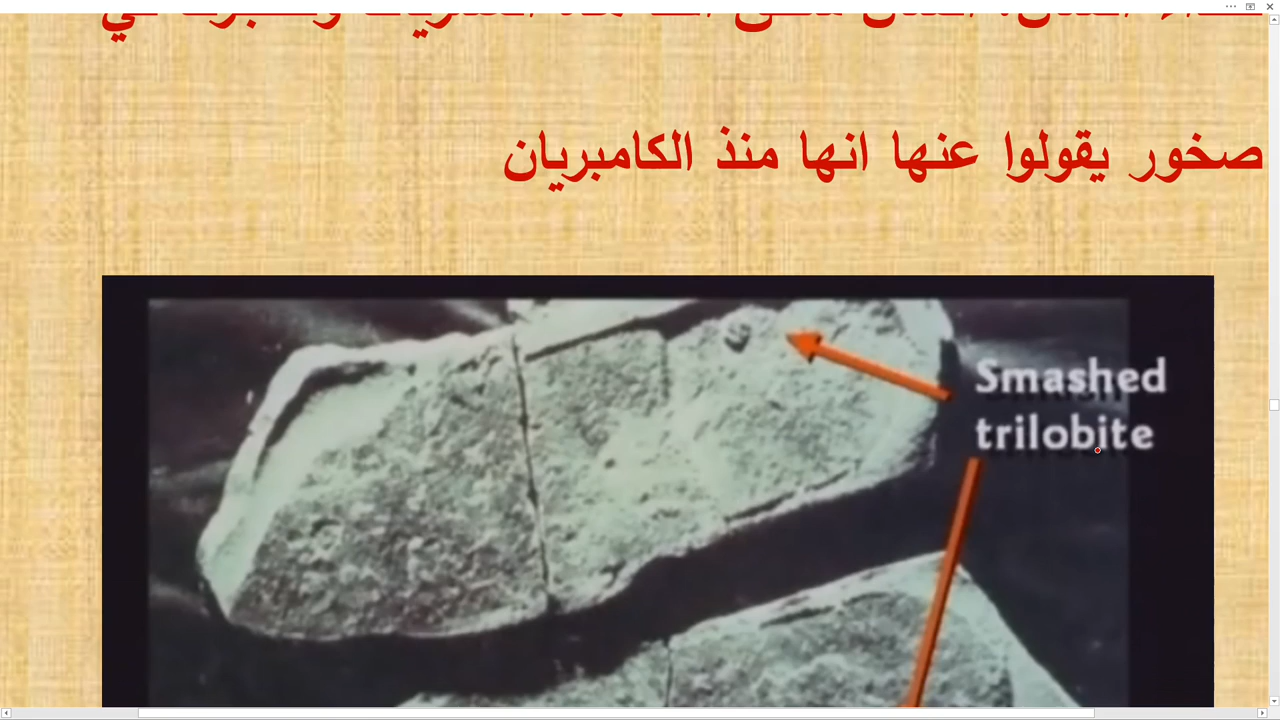 صخور يقولوا عنها انها منذ الكامبريان
Smashed
trilobite